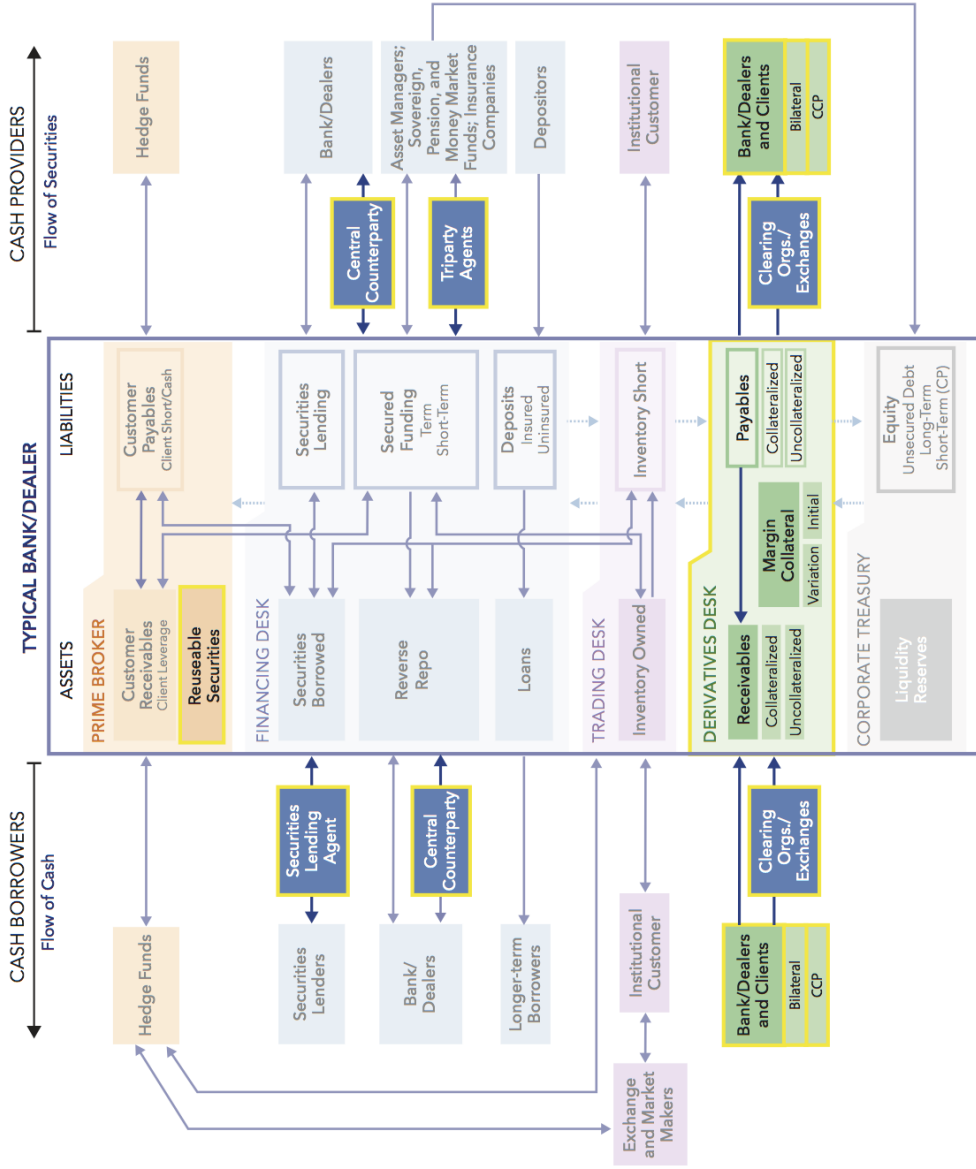 CASH BORROWERS
Flow of Cash
TYPICAL BANK/DEALER
ASSETS
LIABILITIES
CASH PROVIDERS
Flow of Securities
Hedge Funds
PRIME BROKER
Customer
Receivables
Client Leverage
Reuseable
Securities
Customer
Payables
Client Short/Cash
Hedge Funds
FINANCING DESK
Securities
Lenders
Securities
Lending
Agent
Securities
Borrowed
Securities
Lending
Central
Counterparty
Bank/Dealers
Bank/
Dealers
Central
Counterparty
Reverse
Repo
Secured
Funding
Term
Short-Term
Triparty
Agents
Asset Managers;
Sovereign,
Pension, and
Money Market
Funds; Insurance
Companies
Longer-term
Borrowers
Loans
Deposits
Insured
Uninsured
Depositors
TRADING DESK
Exchange
and Market
Makers
Institutional
Customer
Inventory Owned
Inventory Short
Institutional
Customer
DERIVATIVES DESK
Bank/Dealers
and Clients
Bilateral
CCP
Clearing
Orgs./
Exchanges
Receivables
Collateralized
Uncollateralized
Margin
Collateral
Variation
Initial
Payables
Collateralized
Uncollateralized
Clearing
Orgs./
Exchanges
Bank/Dealers
and Clients
Bilateral
CCP
CORPORATE TREASURY
Liquidity
Reserves
Equity
Unsecured Debt
Long-Term
Short-Term (CP)